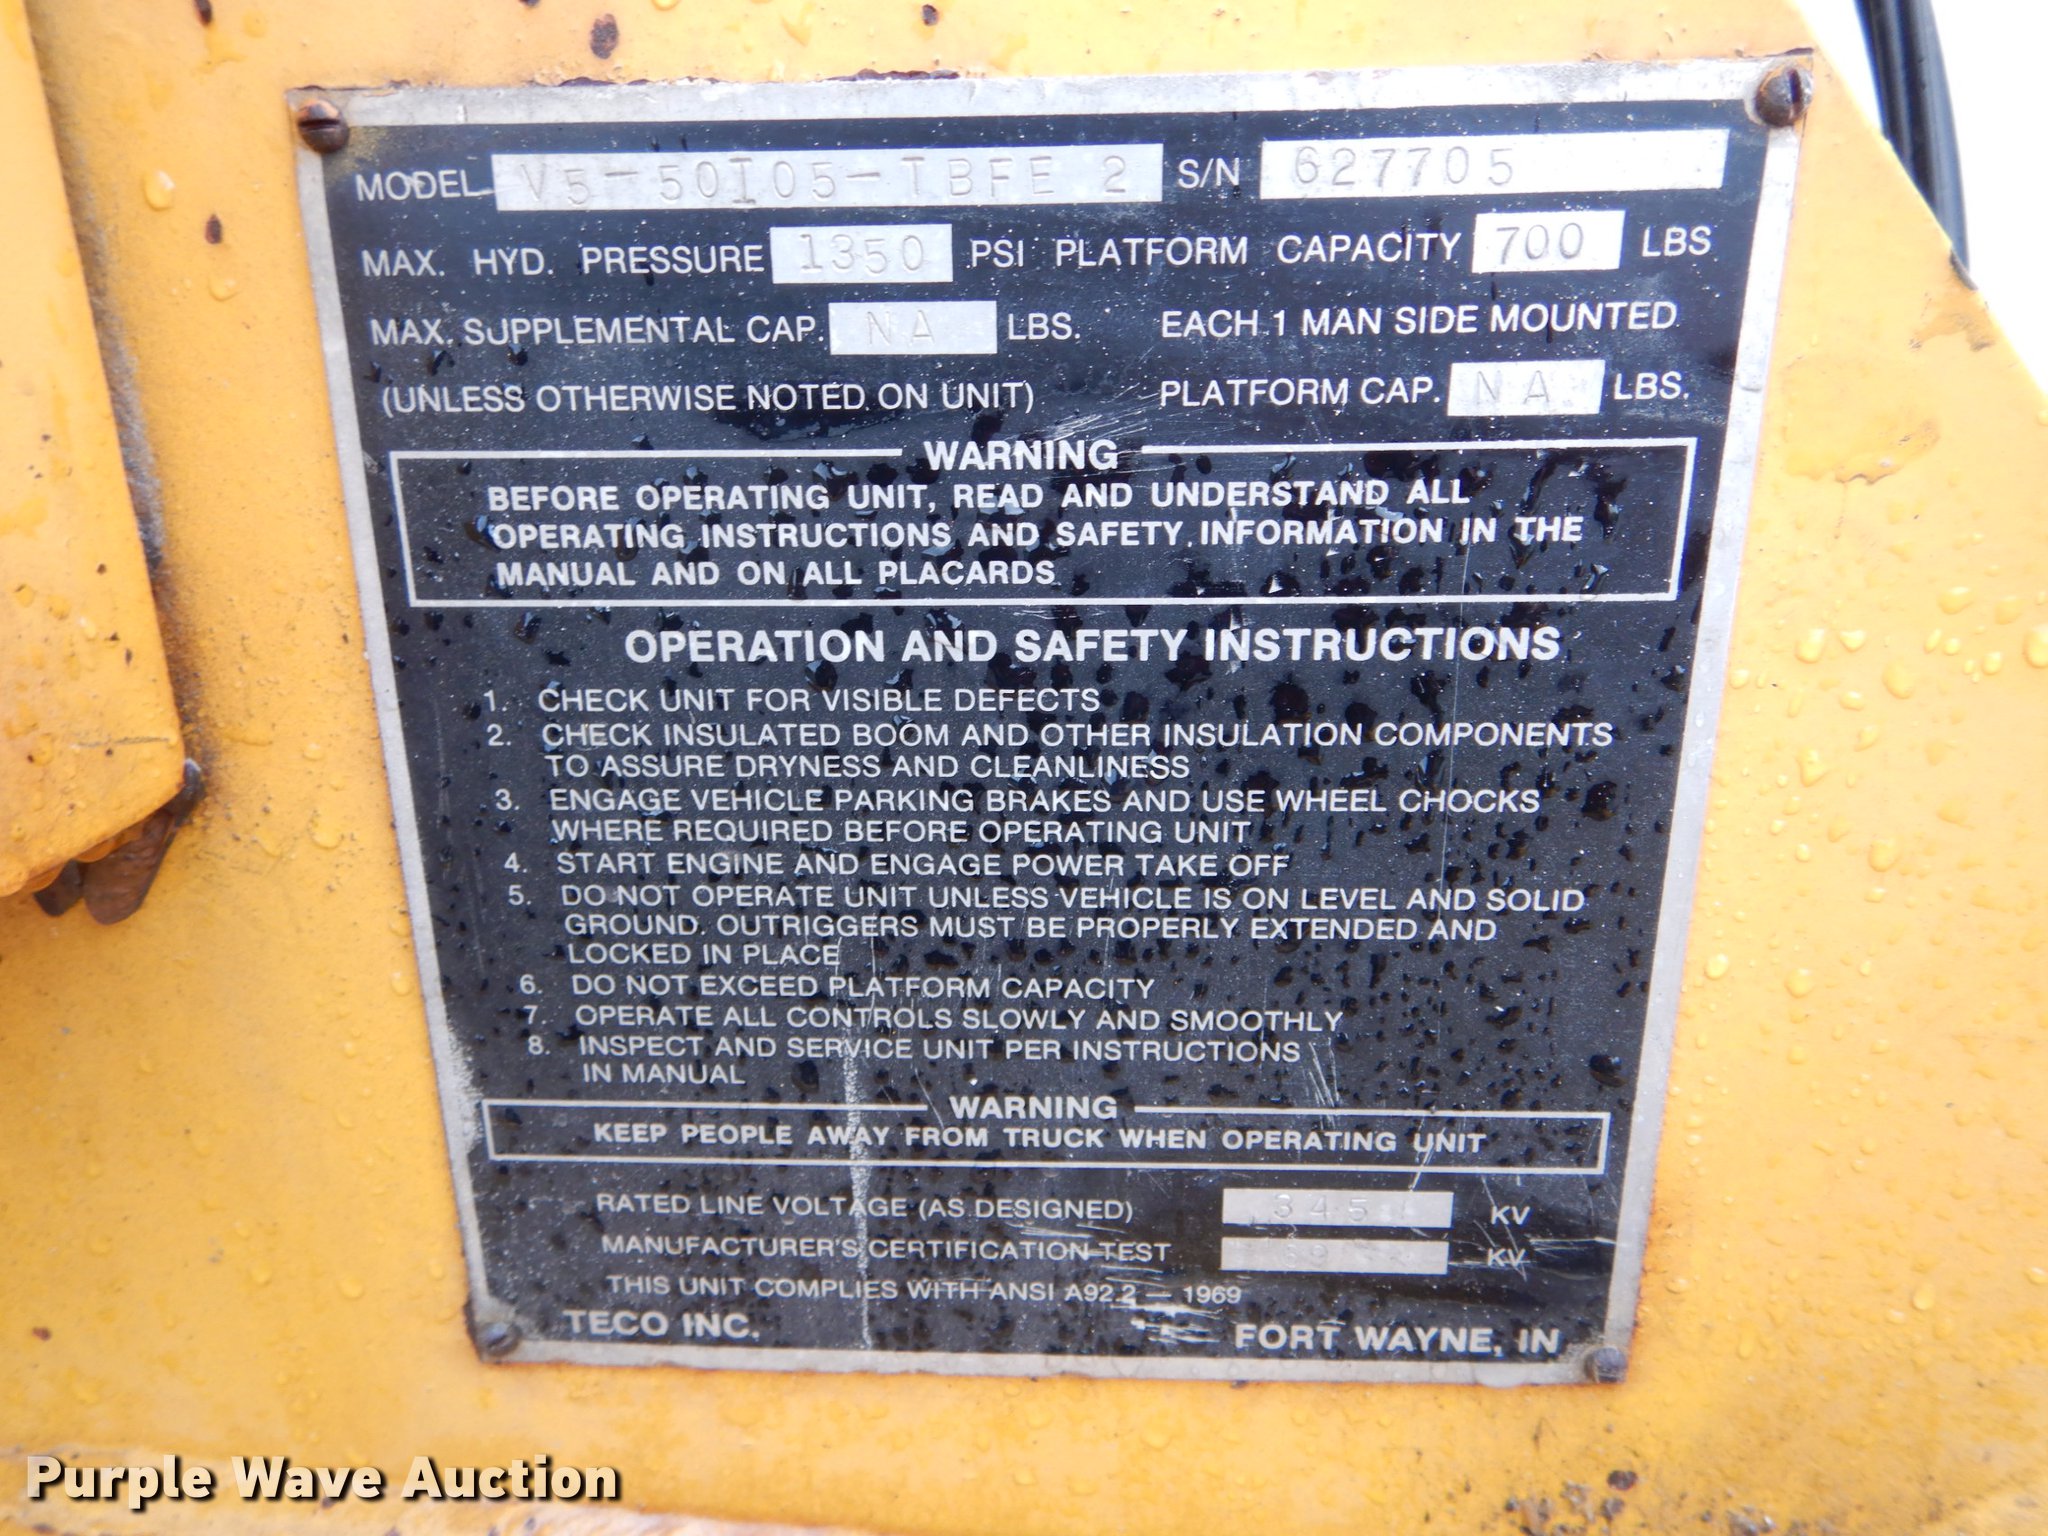 MODEL V5-50I05-TBFE 2 S/N 627705
MAX. HYD. PRESSURE 1350 PSI PLATFORM CAPACITY 700 LBS
MAX. SUPPLEMENTAL CAP. NA LBS. EACH 1 MAN SIDE MOUNTED
(UNLESS OTHERWISE NOTED ON UNIT) PLATFORM CAP. NA LBS.
WARNING
BEFORE OPERATING UNIT, READ AND UNDERSTAND ALL
OPERATING INSTRUCTIONS AND SAFETY INFORMATION IN THE
MANUAL AND ON ALL PLACARDS
OPERATION AND SAFETY INSTRUCTIONS
1. CHECK UNIT FOR VISIBLE DEFECTS
2. CHECK INSULATED BOOM AND OTHER INSULATION COMPONENTS
TO ASSURE DRYNESS AND CLEANLINESS
3. ENGAGE VEHICLE PARKING BRAKES AND USE WHEEL CHOCKS
WHERE REQUIRED BEFORE OPERATING UNIT
4. START ENGINE AND ENGAGE POWER TAKE OFF
5. DO NOT OPERATE UNIT UNLESS VEHICLE IS ON LEVEL AND SOLID
GROUND. OUTRIGGERS MUST BE PROPERLY EXTENDED AND
LOCKED IN PLACE
6. DO NOT EXCEED PLATFORM CAPACITY
7. OPERATE ALL CONTROLS SLOWLY AND SMOOTHLY
8. INSPECT AND SERVICE UNIT PER INSTRUCTIONS
IN MANUAL
WARNING
KEEP PEOPLE AWAY FROM TRUCK WHEN OPERATING UNIT
RATED LINE VOLTAGE (AS DESIGNED) 345 KV
MANUFACTURER'S CERTIFICATION TEST KV
THIS UNIT COMPLIES WITH ANSI A92.2 — 1969
TECO INC. FORT WAYNE, IN
Purple Wave Auction